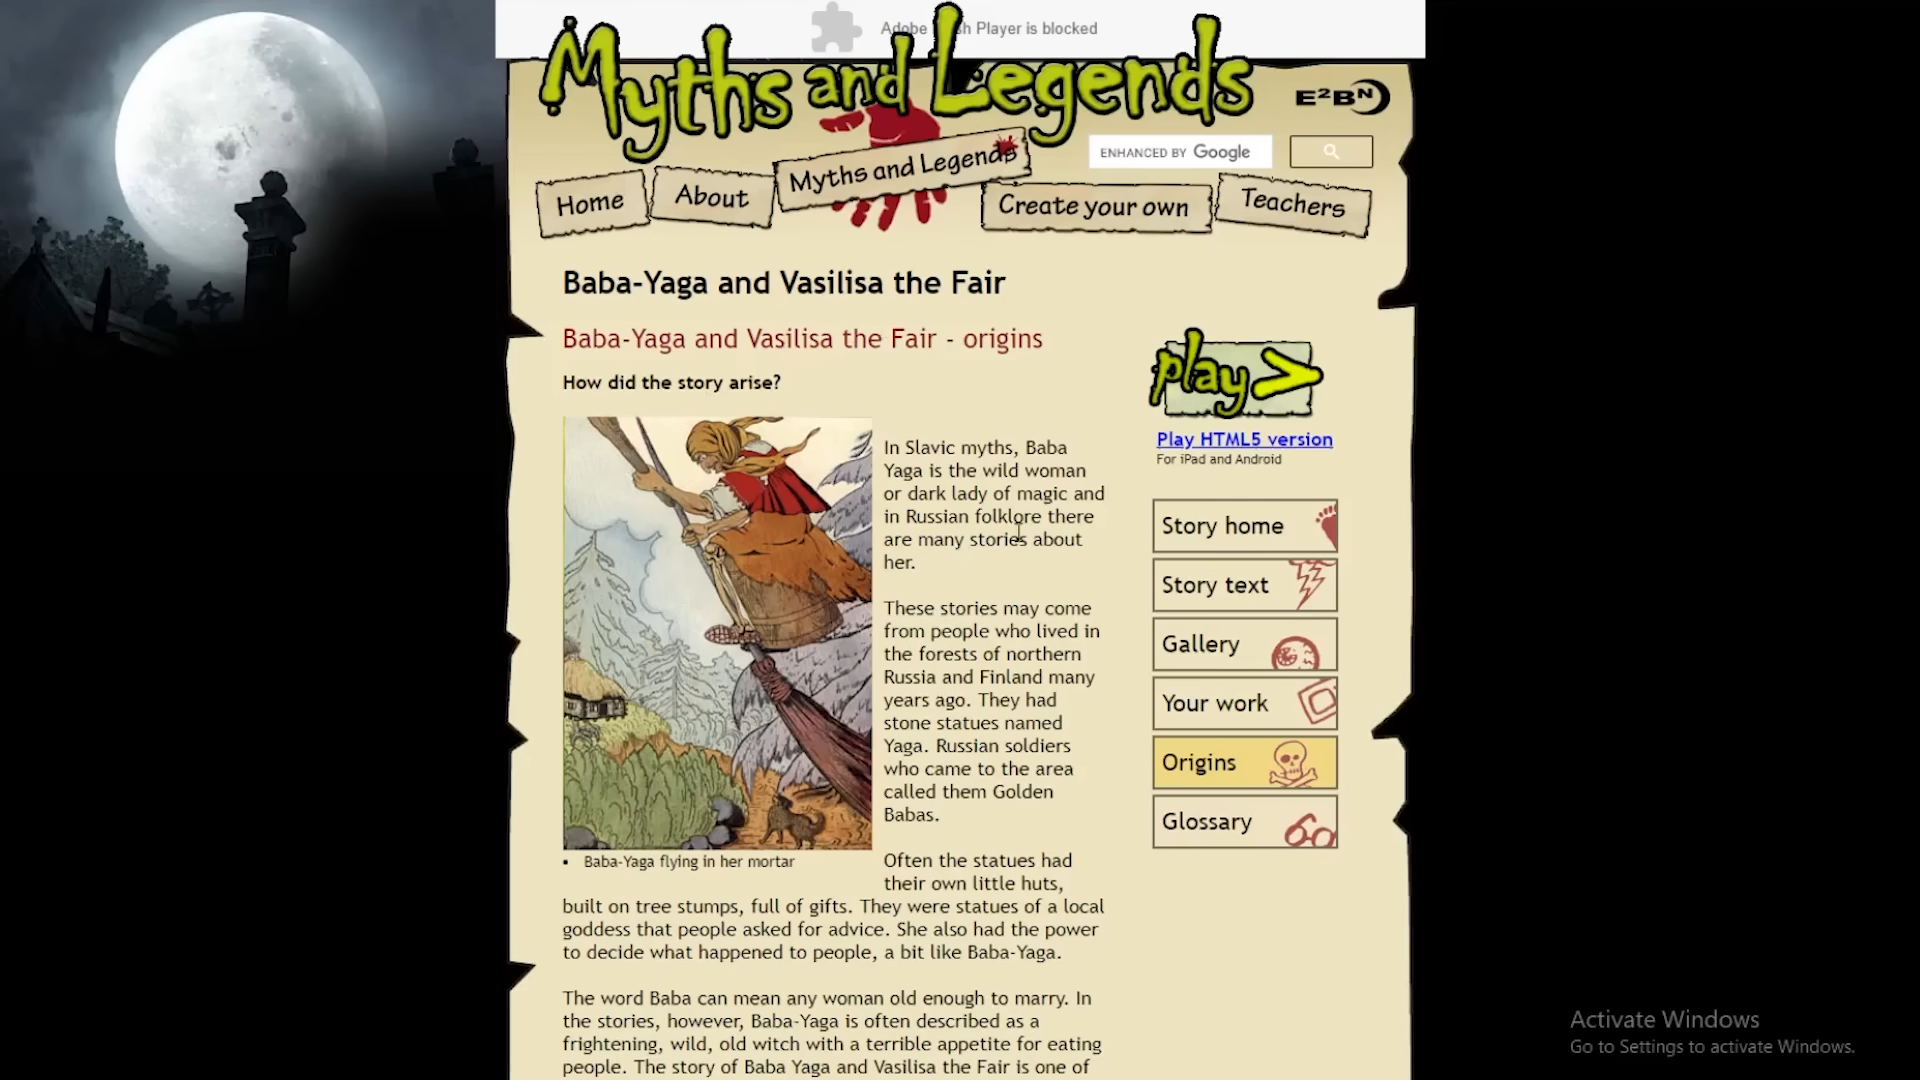 Adobe Flash Player is blocked
Myths and Legends
E²BN
ENHANCED BY Google
Home
About
Myths and Legends
Create your own
Teachers
Baba-Yaga and Vasilisa the Fair
Baba-Yaga and Vasilisa the Fair - origins
How did the story arise?
In Slavic myths, Baba
Yaga is the wild woman
or dark lady of magic and
in Russian folklore there
are many stories about
her.
These stories may come
from people who lived in
the forests of northern
Russia and Finland many
years ago. They had
stone statues named
Yaga. Russian soldiers
who came to the area
called them Golden
Babas.
Baba-Yaga flying in her mortar
Often the statues had
their own little huts,
built on tree stumps, full of gifts. They were statues of a local
goddess that people asked for advice. She also had the power
to decide what happened to people, a bit like Baba-Yaga.
The word Baba can mean any woman old enough to marry. In
the stories, however, Baba-Yaga is often described as a
frightening, wild, old witch with a terrible appetite for eating
people. The story of Baba Yaga and Vasilisa the Fair is one of
play>
Play HTML5 version
For iPad and Android
Story home
Story text
Gallery
Your work
Origins
Glossary
Activate Windows
Go to Settings to activate Windows.